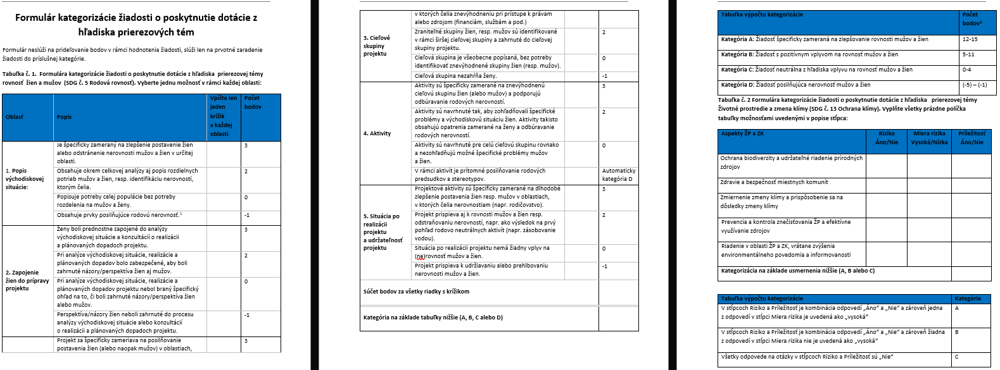 Formulár kategorizácie žiadosti o poskytnutie dotácie z
hľadiska prierezových tém
Formulár neslúži na prideľovanie bodov v rámci hodnotenia žiadosti, slúži len na prvotné zaradenie
žiadosti do príslušnej kategórie.
Tabuľka č. 1. Formulára kategorizácie žiadosti o poskytnutie dotácie z hľadiska prierezovej témy
rovnosť žien a mužov (SDG č. 5 Rodová rovnosť). Vyberte jednu možnosť v rámci každej oblasti:
Oblasť
Popis
Vpíšte len
jeden
krížik
v každej
oblasti
Počet
bodov
1. Popis
východiskovej
situácie:
Je špecificky zameraný na zlepšenie postavenie žien
alebo odstránenie nerovnosti mužov a žien v určitej
oblasti.
3
Obsahuje okrem celkovej analýzy aj popis rozdielnych
potrieb mužov a žien, resp. identifikáciu nerovností,
ktorým čelia.
2
Popisuje potreby celej populácie bez potreby
rozdelenia na mužov a ženy.
0
Obsahuje prvky posilňujúce rodovú nerovnosť.¹
-1
2. Zapojenie
žien do prípravy
projektu
Ženy boli prednostne zapojené do analýzy
východiskovej situácie a konzultácií o realizácii
a plánovaných dopadoch projektu.
3
Pri analýze východiskovej situácie, realizácie a
plánovaných dopadov bolo zabezpečené, aby boli
zahrnuté názory/perspektíva žien aj mužov.
2
Pri analýze východiskovej situácie, realizácie a
plánovaných dopadov projektu nebol braný špecifický
ohľad na to, či boli zahrnuté názory/perspektíva žien
alebo mužov.
0
Perspektíva/názory žien neboli zahrnuté do procesu
analýzy východiskovej situácie alebo konzultácií
o realizácii a plánovaných dopadoch projektu.
-1
Projekt sa špecificky zameriava na posilňovanie
postavenia žien (alebo naopak mužov) v oblastiach,
3
v ktorých čelia znevýhodneniu pri prístupe k právam
alebo zdrojom (financiám, službám a pod.)
3. Cieľové
skupiny
projektu
Zraniteľné skupiny žien, resp. mužov sú identifikované
v rámci širšej cieľovej skupiny a zahrnuté do cieľovej
skupiny projektu.
2
Cieľová skupina je všeobecne popísaná, bez potreby
identifikovať znevýhodnené skupiny žien (resp. mužov).
0
Cieľová skupina nezahŕňa ženy.
-1
4. Aktivity
Aktivity sú špecificky zamerané na znevýhodnenú
cieľovú skupinu žien (alebo mužov) a podporujú
odbúravanie rodových nerovností.
3
Aktivity sú navrhnuté tak, aby zohľadňovali špecifické
problémy a východiskovú situáciu žien. Aktivity takisto
obsahujú opatrenia zamerané na ženy a odbúravanie
rodových nerovností.
2
Aktivity sú navrhnuté pre celú cieľovú skupinu rovnako
a nezohľadňujú možné špecifické problémy mužov
a žien.
0
V rámci aktivít je prítomné posilňovanie rodových
predsudkov a stereotypov.
Automaticky
kategória D
5. Situácia po
realizácii
projektu
a udržateľnosť
projektu
Projektové aktivity sú špecificky zamerané na dlhodobé
zlepšenie postavenia žien resp. mužov v oblastiach,
v ktorých čelia nerovnostiam (napr. rodičovstvo).
3
Projekt prispieva aj k rovnosti mužov a žien resp.
odstraňovaniu nerovností, napr. ako výsledok na prvý
pohľad rodovo neutrálnych aktivít (napr. zásobovanie
vodou).
2
Situácia po realizácii projektu nemá žiadny vplyv na
(ne)rovnosť mužov a žien.
0
Projekt prispieva k udržiavaniu alebo prehlbovaniu
nerovnosti mužov a žien.
-1
Súčet bodov za všetky riadky s krížikom
Kategória na základe tabuľky nižšie (A, B, C alebo D)
Tabuľka výpočtu kategorizácie
Počet
bodov²
Kategória A: Žiadosť špecificky zameraná na zlepšovanie rovnosti mužov a žien
12-15
Kategória B: Žiadosť s pozitívnym vplyvom na rovnosť mužov a žien
5-11
Kategória C: Žiadosť neutrálna z hľadiska vplyvu na rovnosť mužov a žien
0-4
Kategória D: Žiadosť posilňujúca nerovnosť mužov a žien
(-5) – (-1)
Tabuľka č. 2 Formulára kategorizácie žiadosti o poskytnutie dotácie z hľadiska prierezovej témy
Životné prostredie a zmena klímy (SDG č. 13 Ochrana klímy). Vyplňte všetky prázdne políčka
tabuľky možnosťami uvedenými v popise stĺpca:
Aspekty ŽP a ZK
Riziko
Áno/Nie
Miera rizika
Vysoká/Nízka
Príležitosť
Áno/Nie
Ochrana biodiverzity a udržateľné riadenie prírodných
zdrojov
Zdravie a bezpečnosť miestnych komunít
Zmiernenie zmeny klímy a prispôsobenie sa na
dôsledky zmeny klímy
Prevencia a kontrola znečisťovania ŽP a efektívne
využívanie zdrojov
Riadenie v oblasti ŽP a ZK, vrátane zvýšenia
environmentálneho povedomia a informovanosti
Kategorizácia na základe usmernenia nižšie (A, B alebo C)
Tabuľka výpočtu kategorizácie
Kategória
V stĺpcoch Riziko a Príležitosť je kombinácia odpovedí „Áno“ a „Nie“ a zároveň jedna
z odpovedí v stĺpci Miera rizika je uvedená ako „vysoká“
A
V stĺpcoch Riziko a Príležitosť je kombinácia odpovedí „Áno“ a „Nie“ a zároveň žiadna
z odpovedí v stĺpci Miera rizika nie je uvedená ako „vysoká“
B
Všetky odpovede na otázky v stĺpcoch Riziko a Príležitosť sú „Nie“
C